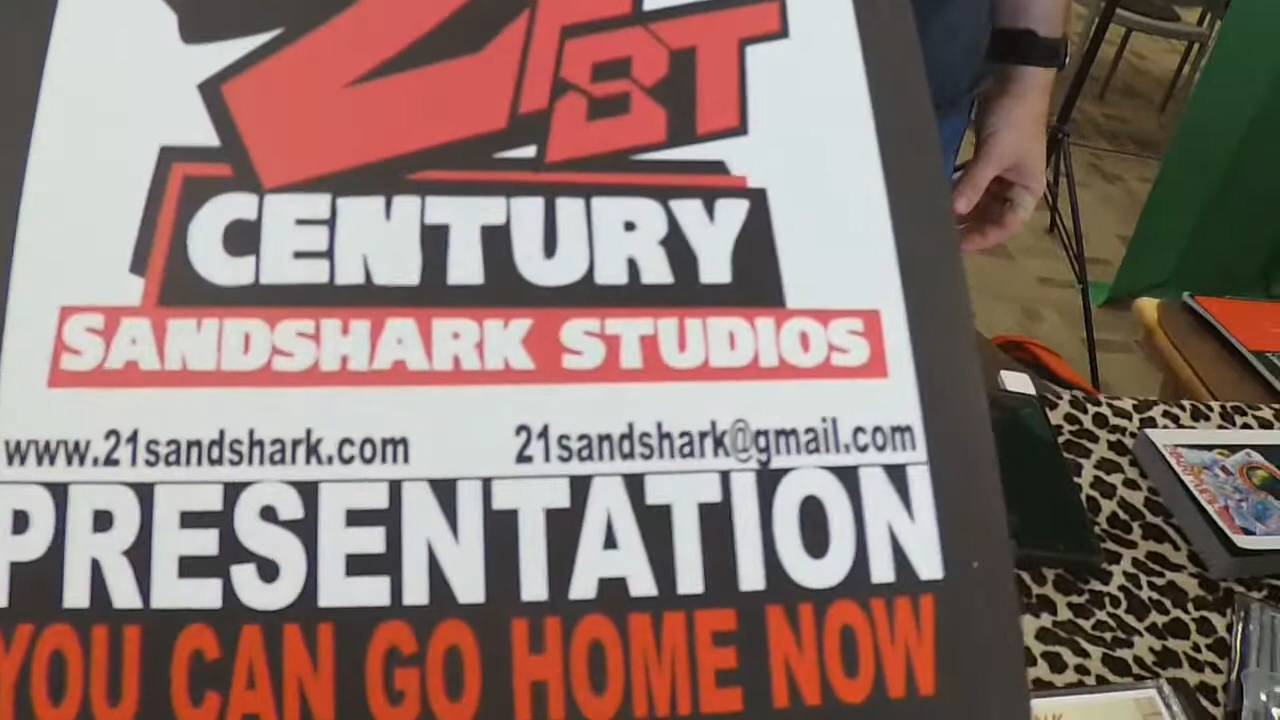 21ST
CENTURY
SANDSHARK STUDIOS
www.21sandshark.com 21sandshark@gmail.com
PRESENTATION
YOU CAN GO HOME NOW